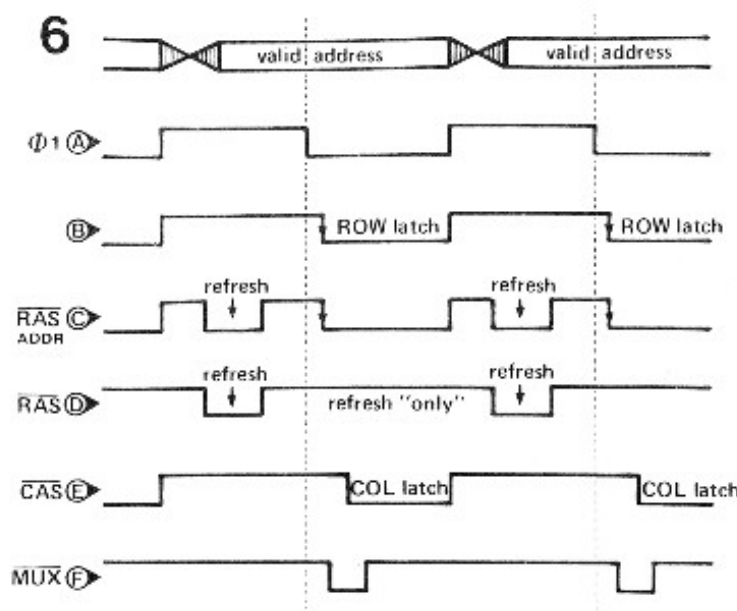 6
valid address valid address
Φ1 A
B ROW latch ROW latch
refresh refresh
RAS C
ADDR
refresh refresh
RAS D refresh "only"
CAS E COL latch COL latch
MUX F